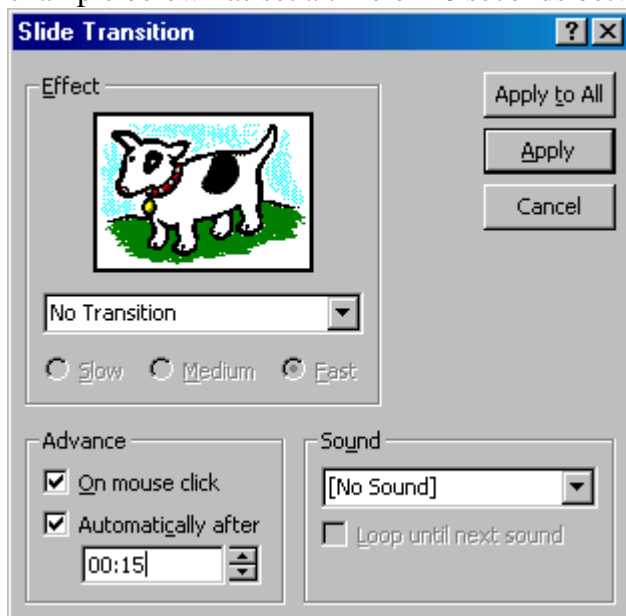 Slide Transition
Effect
Apply to All
Apply
Cancel
No Transition
Slow Medium Fast
Advance
On mouse click
Automatically after
00:15
Sound
[No Sound]
Loop until next sound